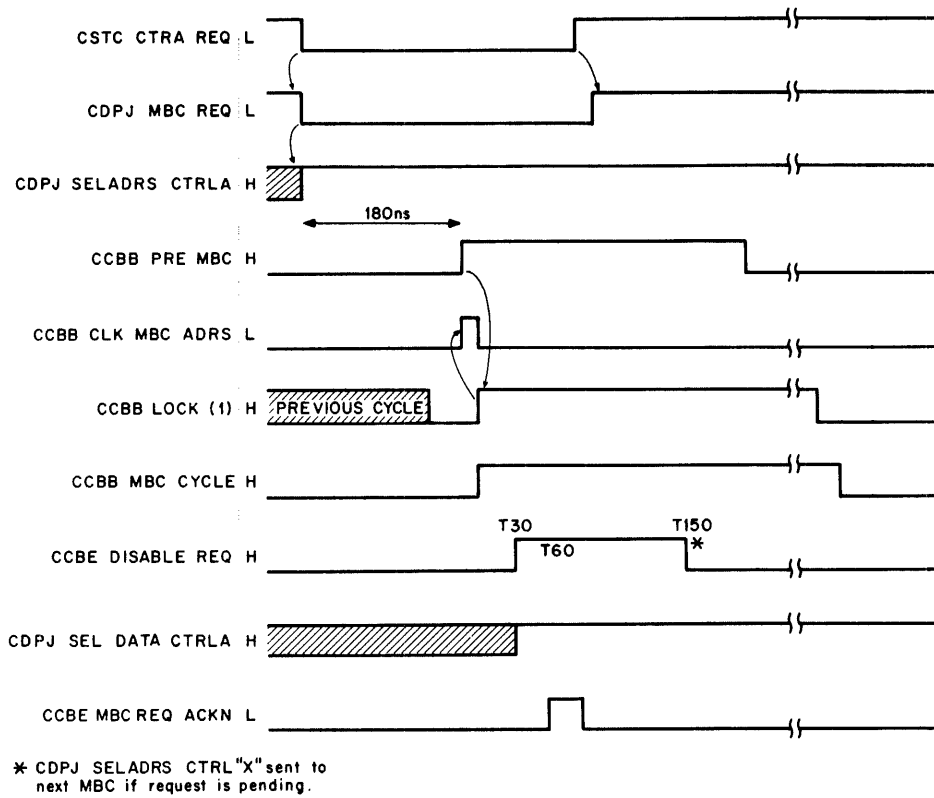 CSTC CTRA REQ L
CDPJ MBC REQ L
CDPJ SELADRS CTRLA H
180ns
CCBB PRE MBC H
CCBB CLK MBC ADRS L
CCBB LOCK (1) H PREVIOUS CYCLE
CCBB MBC CYCLE H
T30 T150
CCBE DISABLE REQ H T60 *
CDPJ SEL DATA CTRLA H
CCBE MBC REQ ACKN L
* CDPJ SELADRS CTRL "X" sent to
next MBC if request is pending.